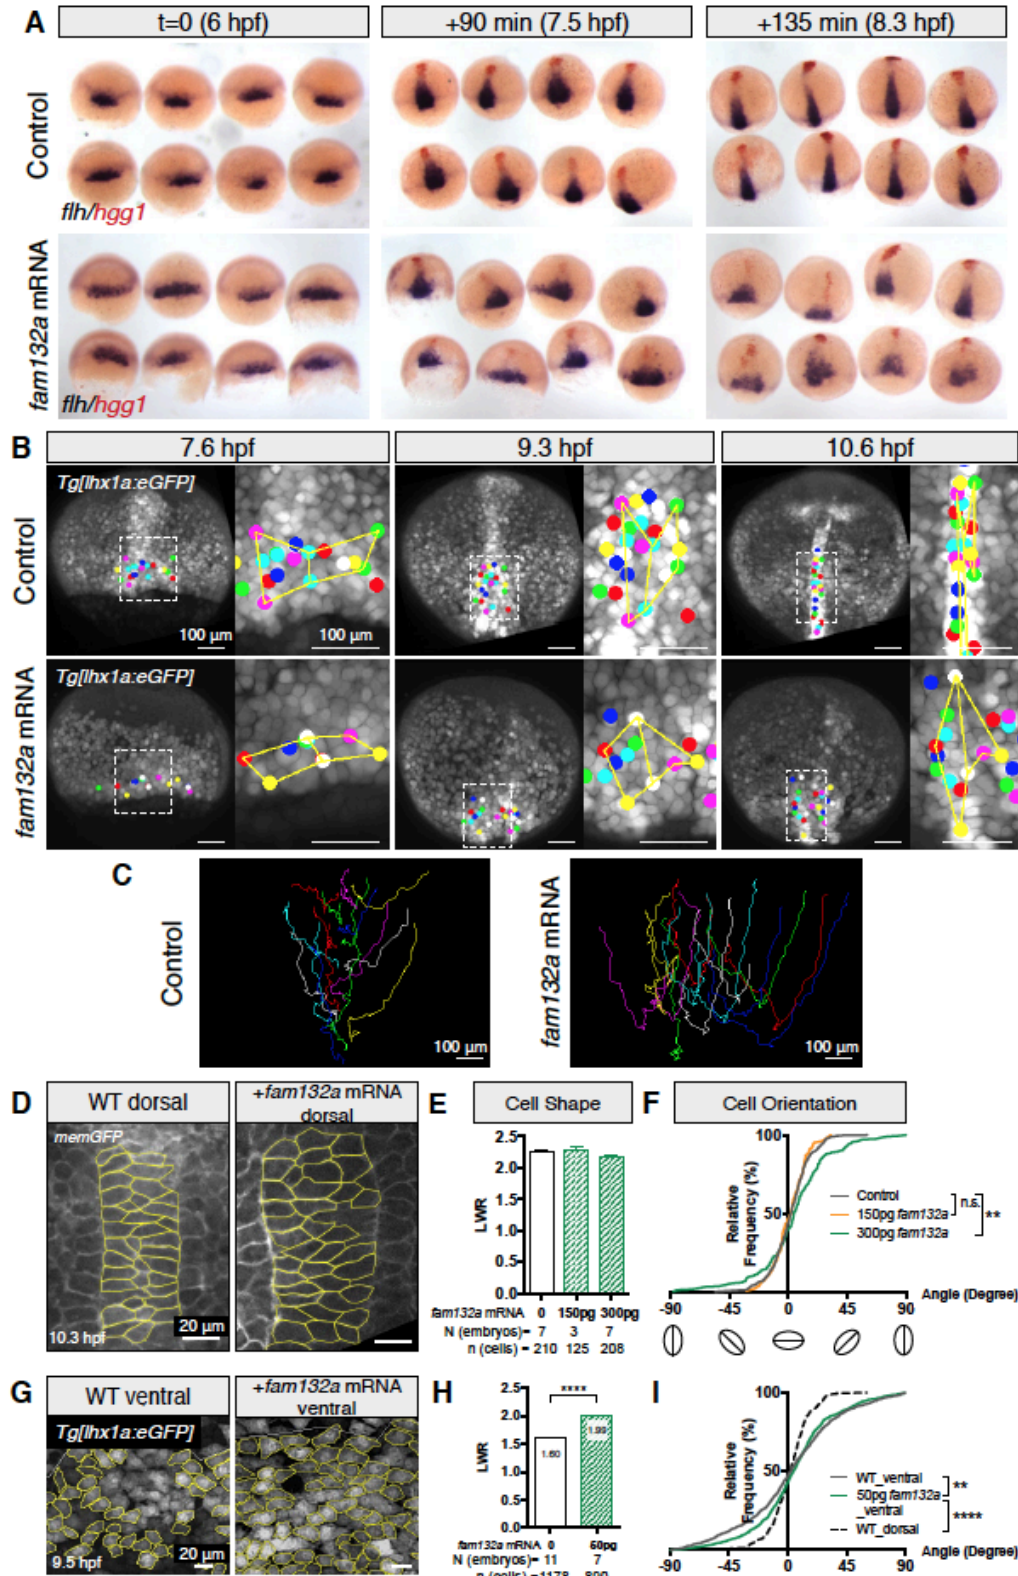 A
t=0 (6 hpf)
+90 min (7.5 hpf)
+135 min (8.3 hpf)
Control
flh/hgg1
fam132a mRNA
flh/hgg1
B
7.6 hpf
9.3 hpf
10.6 hpf
Control
Tg[lhx1a:eGFP]
100 µm
100 µm
fam132a mRNA
Tg[lhx1a:eGFP]
C
Control
100 µm
fam132a mRNA
100 µm
D
WT dorsal
+fam132a mRNA
dorsal
memGFP
10.3 hpf
20 µm
E
Cell Shape
LWR
2.5
2.0
1.5
1.0
0.5
0.0
fam132a mRNA 0 150pg 300pg
N (embryos)= 7 3 7
n (cells) = 210 125 208
F
Cell Orientation
Relative
Frequency (%)
100
50
Control
150pg fam132a
300pg fam132a
n.s.
**
-90 -45 0 45 90 Angle (Degree)
G
WT ventral
+fam132a mRNA
ventral
Tg[lhx1a:eGFP]
9.5 hpf
20 µm
H
LWR
2.5
2.0
1.5
1.0
0.5
0.0
****
1.60
1.99
fam132a mRNA 0 60pg
N (embryos)= 11 7
I
Relative
Frequency (%)
100
50
WT_ventral
50pg fam132a
_ventral
WT_dorsal
**
****
-90 -45 0 45 90 Angle (Degree)